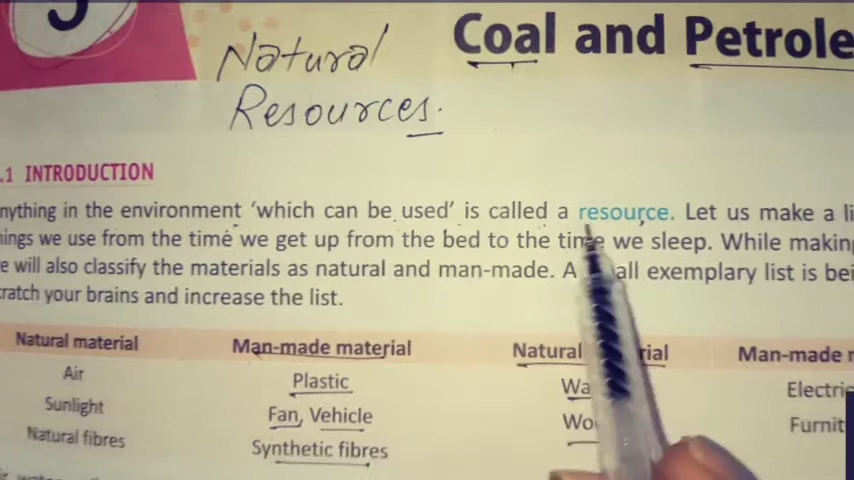 5
Coal and Petrole
Natural
Resources.
.1 INTRODUCTION
nything in the environment ‘which can be used’ is called a resource. Let us make a li
ings we use from the time we get up from the bed to the time we sleep. While making
e will also classify the materials as natural and man-made. A all exemplary list is bei
ratch your brains and increase the list.
Natural material Man-made material Natural ial Man-made
Air Plastic Wa Electric
Sunlight Fan, Vehicle Wo Furnit
Natural fibres Synthetic fibres